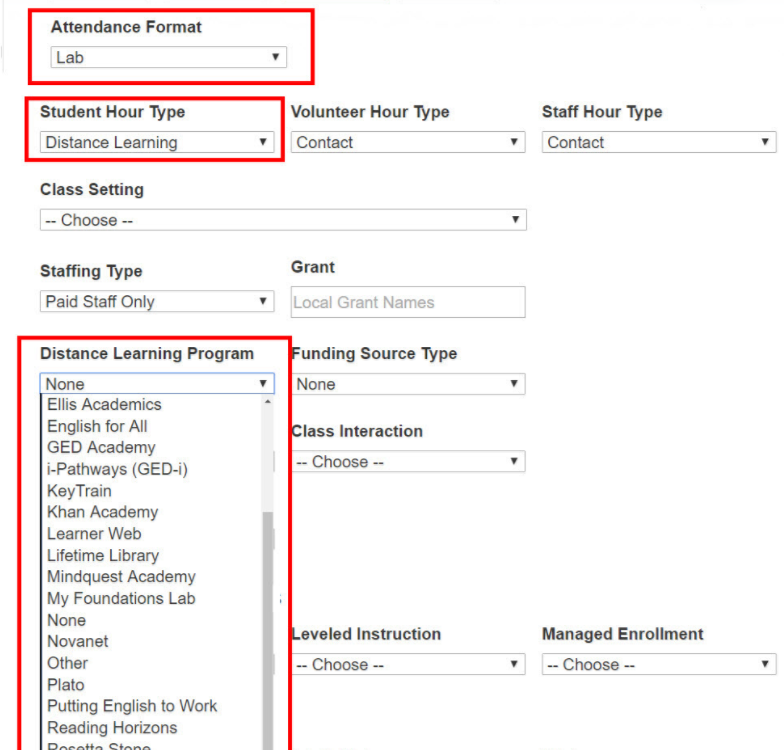 Attendance Format
Lab
Student Hour Type Volunteer Hour Type Staff Hour Type
Distance Learning Contact Contact
Class Setting
-- Choose --
Staffing Type Grant
Paid Staff Only Local Grant Names
Distance Learning Program Funding Source Type
None None
Ellis Academics
English for All
Class Interaction
GED Academy
i-Pathways (GED-i) -- Choose --
KeyTrain
Khan Academy
Learner Web
Lifetime Library
Mindquest Academy
My Foundations Lab
None
Leveled Instruction Managed Enrollment
Novanet
Other -- Choose -- -- Choose --
Plato
Putting English to Work
Reading Horizons
Rosetta Stone